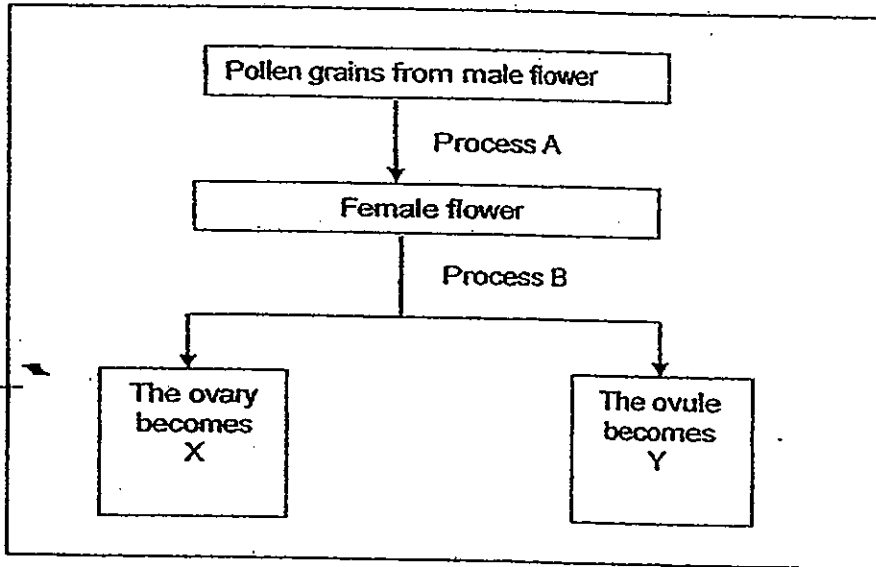 Pollen grains from male flower
Process A
Female flower
Process B
The ovary
becomes
X
The ovule
becomes
Y